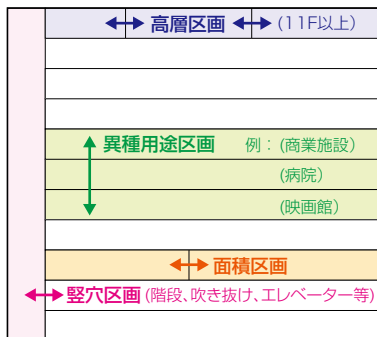 高層区画 (11F以上)
異種用途区画 例：(商業施設)
(病院)
(映画館)
面積区画
竪穴区画(階段、吹き抜け、エレベーター等)